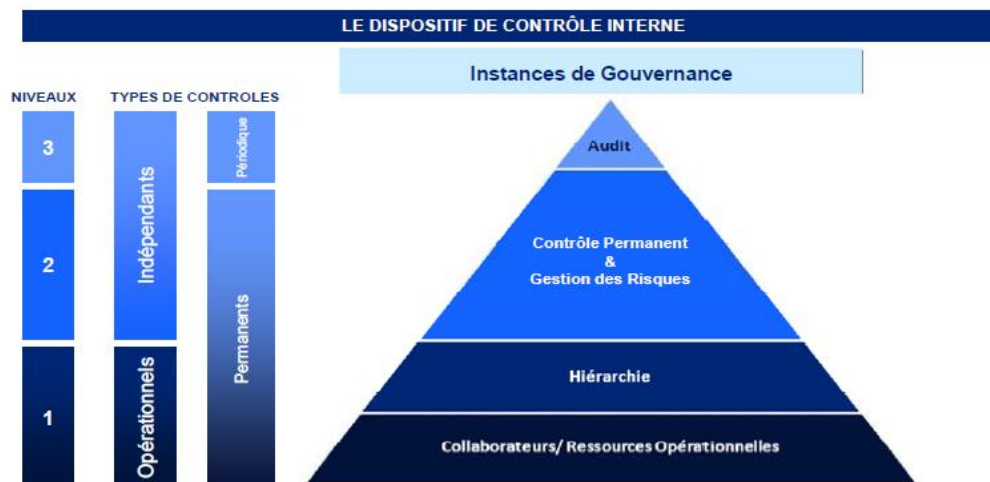 LE DISPOSITIF DE CONTRÔLE INTERNE
Instances de Gouvernance
NIVEAUX
TYPES DE CONTROLES
3
2
1
Indépendants
Opérationnels
Périodique
Permanents
Audit
Contrôle Permanent
&
Gestion des Risques
Hiérarchie
Collaborateurs/ Ressources Opérationnelles